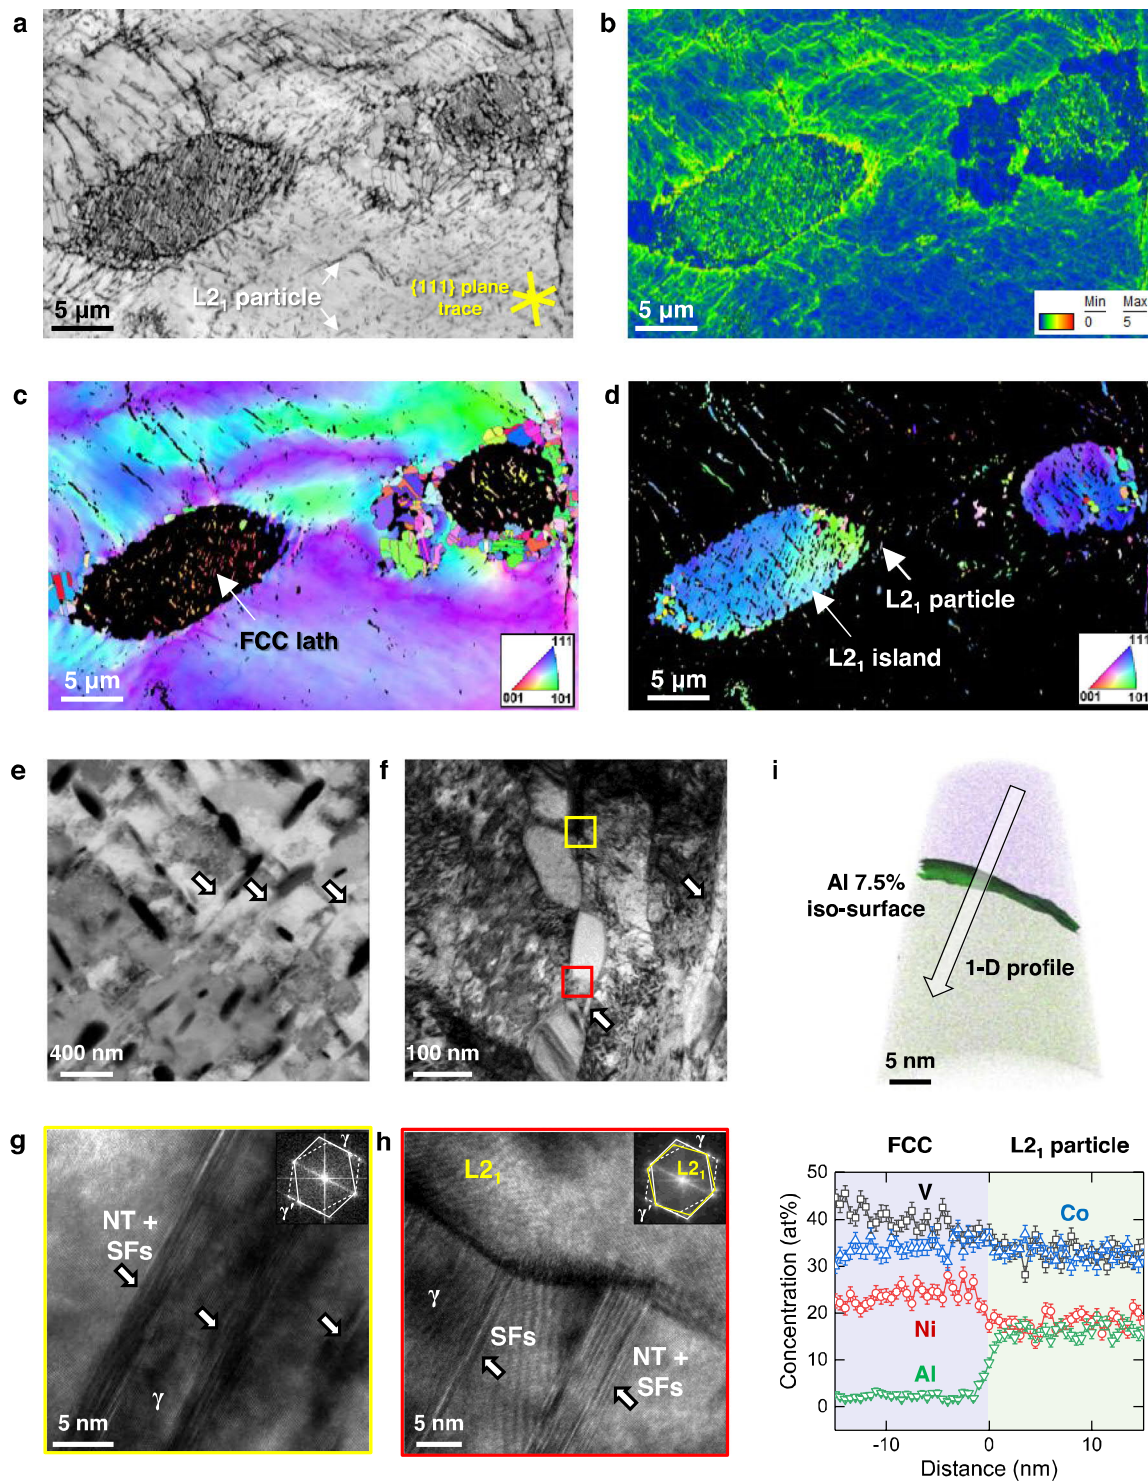 a
L2₁ particle
{111} plane
trace
5 µm
b
5 µm
Min Max
0 5
c
FCC lath
5 µm
111
001 101
d
L2₁ particle
L2₁ island
5 µm
111
001 101
e
400 nm
f
100 nm
i
Al 7.5%
iso-surface
1-D profile
5 nm
g
NT +
SFs
γ
5 nm
γ
γ
h
L2₁
γ
SFs
NT +
SFs
5 nm
γ
L2₁
γ
FCC L2₁ particle
50
40
30
20
10
0
V
Co
Ni
Al
Concentration (at%)
-10 0 10
Distance (nm)